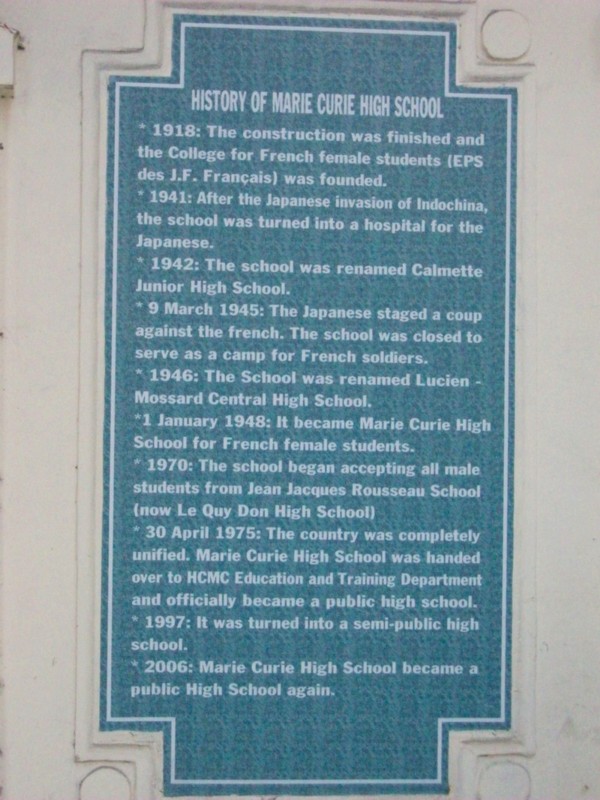 HISTORY OF MARIE CURIE HIGH SCHOOL
* 1918: The construction was finished and
the College for French female students (EPS
des J.F. Français) was founded.
* 1941: After the Japanese invasion of Indochina,
the school was turned into a hospital for the
Japanese.
* 1942: The school was renamed Calmette
Junior High School.
* 9 March 1945: The Japanese staged a coup
against the french. The school was closed to
serve as a camp for French soldiers.
* 1946: The School was renamed Lucien -
Mossard Central High School.
*1 January 1948: It became Marie Curie High
School for French female students.
* 1970: The school began accepting all male
students from Jean Jacques Rousseau School
(now Le Quy Don High School)
* 30 April 1975: The country was completely
unified. Marie Curie High School was handed
over to HCMC Education and Training Department
and officially became a public high school.
* 1997: It was turned into a semi-public high
school.
* 2006: Marie Curie High School became a
public High School again.